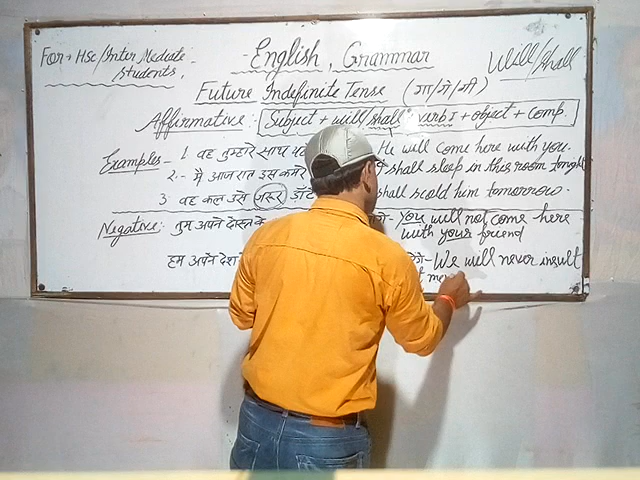 For → Hsc/Inter Mediate -
Students,
- English, Grammar
Will/Shall
Future Indefinite Tense (गा/गे/गी)
Affirmative: Subject + will/shall + verb I + object + comp.
Examples - 1. वह तुम्हारे साथ He will come here with you.
2. - मैं आज रात इस कमरे shall sleep in this room tonight
3. वह कल उसे जरूर shall scold him tomorrow.
Negative: तुम अपने दोस्त के - You will not come here
with your friend
हम अपने देश - We will never insult